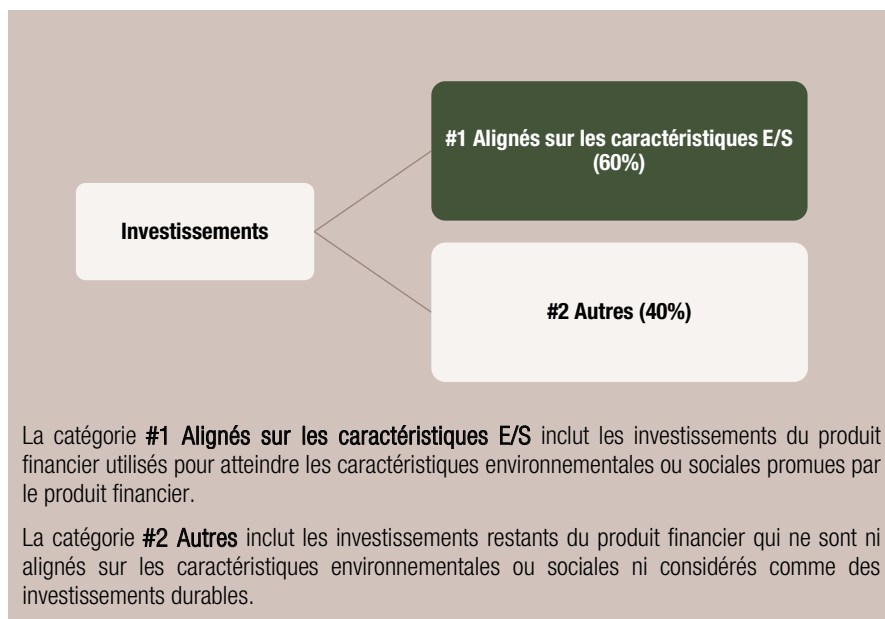 #1 Alignés sur les caractéristiques E/S
(60%)
Investissements
#2 Autres (40%)
La catégorie #1 Alignés sur les caractéristiques E/S inclut les investissements du produit
financier utilisés pour atteindre les caractéristiques environnementales ou sociales promues par
le produit financier.
La catégorie #2 Autres inclut les investissements restants du produit financier qui ne sont ni
alignés sur les caractéristiques environnementales ou sociales ni considérés comme des
investissements durables.